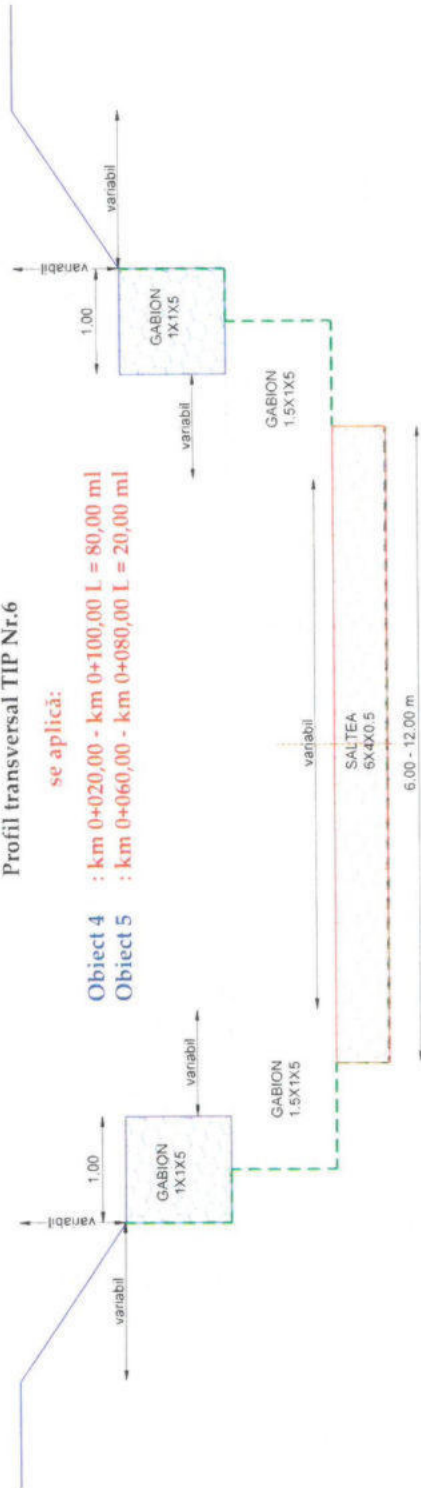 Profil transversal TIP Nr.6
se aplică:
Obiect 4 : km 0+020,00 - km 0+100,00 L = 80,00 ml
Obiect 5 : km 0+060,00 - km 0+080,00 L = 20,00 ml
variabil
variabil
1.00
GABION
1X1X5
variabil
GABION
1.5X1X5
variabil
SALTEA
6X4X0.5
6.00 - 12.00 m
GABION
1.5X1X5
variabil
1.00
GABION
1X1X5
variabil
variabil